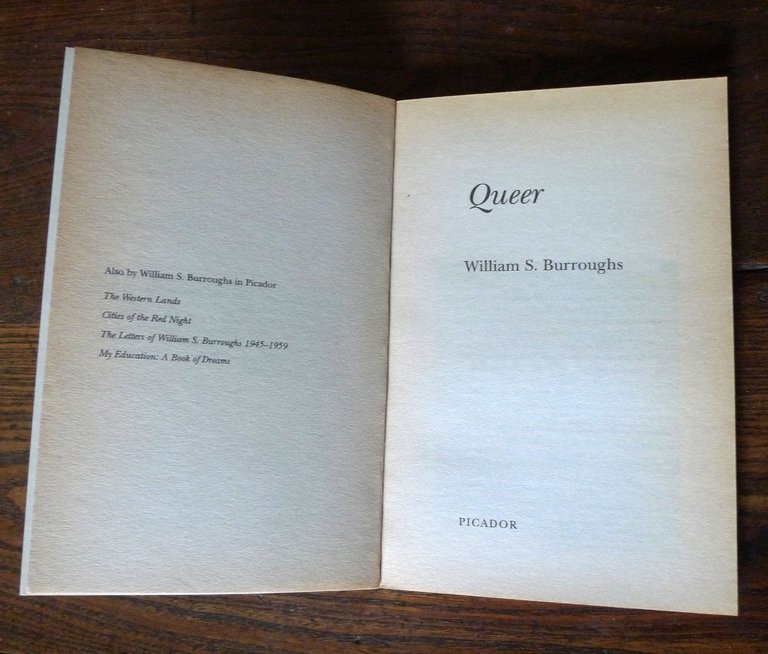 Also by William S. Burroughs in Picador
The Western Lands
Cities of the Red Night
The Letters of William S. Burroughs 1945–1959
My Education: A Book of Dreams
Queer
William S. Burroughs
PICADOR